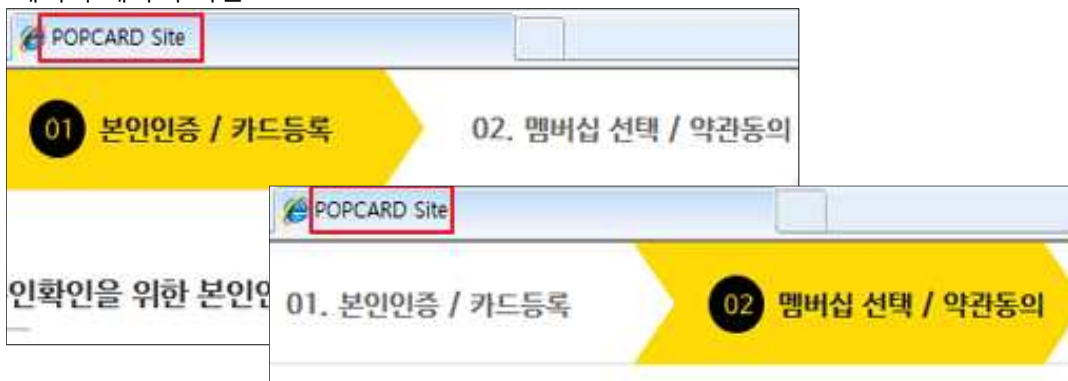 POPCARD Site
01 본인인증 / 카드등록
02. 멤버십 선택 / 약관동의
인확인을 위한 본인인
POPCARD Site
01. 본인인증 / 카드등록
02 멤버십 선택 / 약관동의